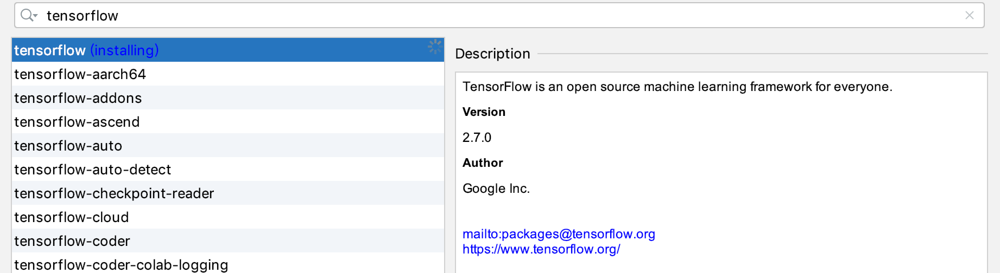 tensorflow
tensorflow (installing)
tensorflow-aarch64
tensorflow-addons
tensorflow-ascend
tensorflow-auto
tensorflow-auto-detect
tensorflow-checkpoint-reader
tensorflow-cloud
tensorflow-coder
tensorflow-coder-colab-logging
Description
TensorFlow is an open source machine learning framework for everyone.
Version
2.7.0
Author
Google Inc.
mailto:packages@tensorflow.org
https://www.tensorflow.org/